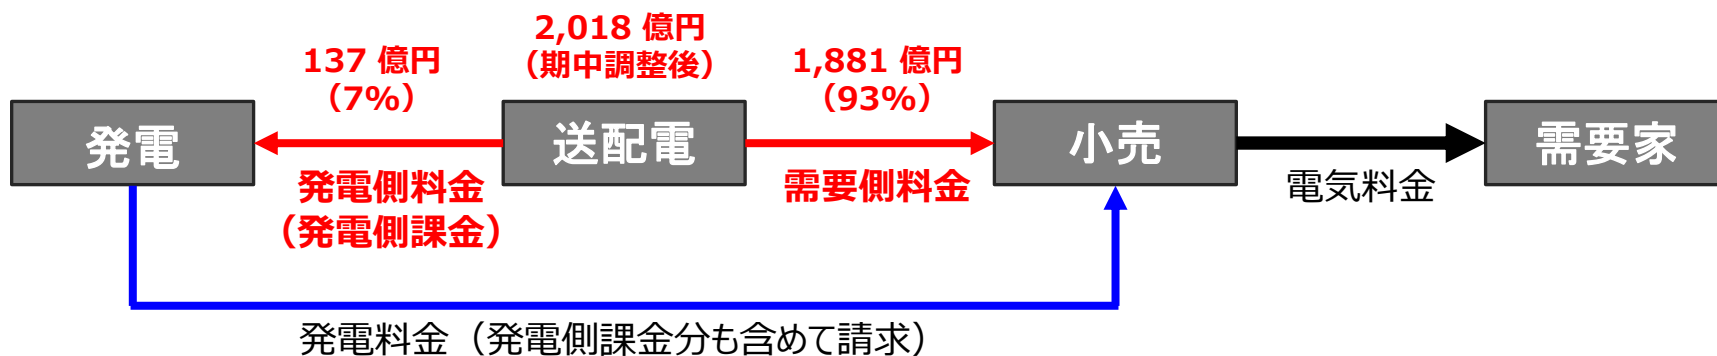 2,018 億円
（期中調整後）
137 億円
（7%）
1,881 億円
（93%）
発電
送配電
小売
需要家
発電側料金
（発電側課金）
需要側料金
電気料金
発電料金（発電側課金分も含めて請求）